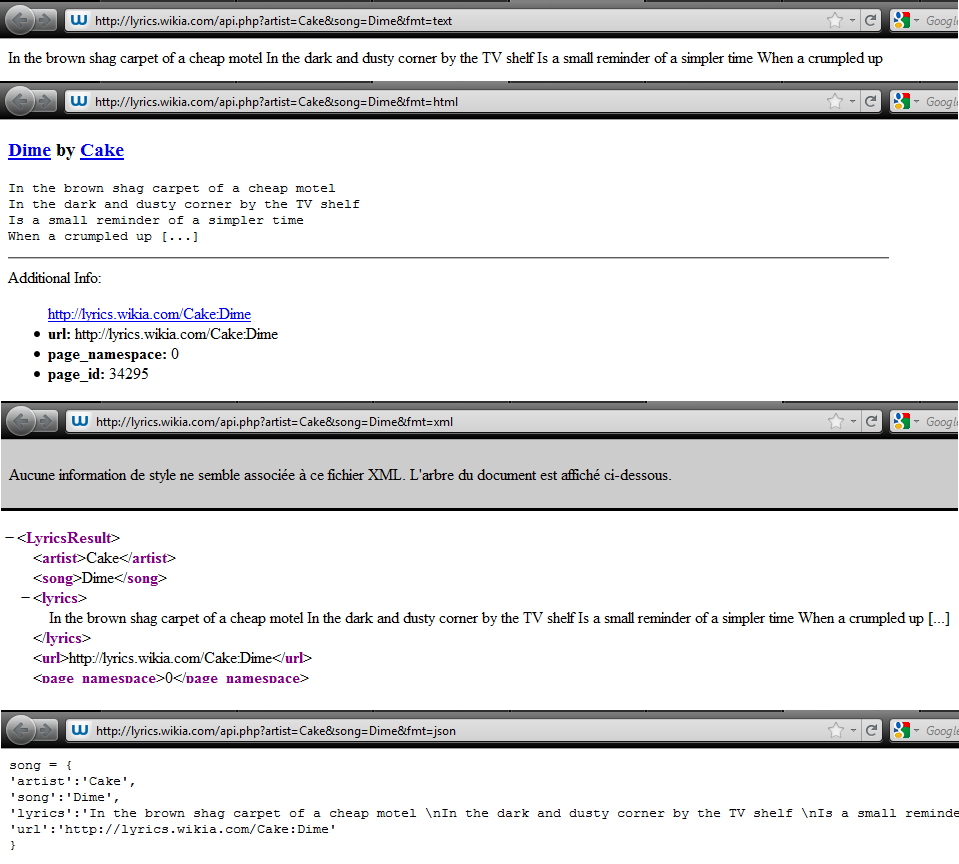 http://lyrics.wikia.com/api.php?artist=Cake&song=Dime&fmt=text Google
In the brown shag carpet of a cheap motel In the dark and dusty corner by the TV shelf Is a small reminder of a simpler time When a crumpled up
http://lyrics.wikia.com/api.php?artist=Cake&song=Dime&fmt=html Google
Dime by Cake
In the brown shag carpet of a cheap motel
In the dark and dusty corner by the TV shelf
Is a small reminder of a simpler time
When a crumpled up [...]
Additional Info:
http://lyrics.wikia.com/Cake:Dime
• url: http://lyrics.wikia.com/Cake:Dime
• page_namespace: 0
• page_id: 34295
http://lyrics.wikia.com/api.php?artist=Cake&song=Dime&fmt=xml Google
Aucune information de style ne semble associée à ce fichier XML. L'arbre du document est affiché ci-dessous.
− <LyricsResult>
<artist>Cake</artist>
<song>Dime</song>
− <lyrics>
In the brown shag carpet of a cheap motel In the dark and dusty corner by the TV shelf Is a small reminder of a simpler time When a crumpled up [...]
</lyrics>
<url>http://lyrics.wikia.com/Cake:Dime</url>
<page_namespace>0</page_namespace>
http://lyrics.wikia.com/api.php?artist=Cake&song=Dime&fmt=json Google
song = {
'artist':'Cake',
'song':'Dime',
'lyrics':'In the brown shag carpet of a cheap motel \nIn the dark and dusty corner by the TV shelf \nIs a small reminde
'url':'http://lyrics.wikia.com/Cake:Dime'
}